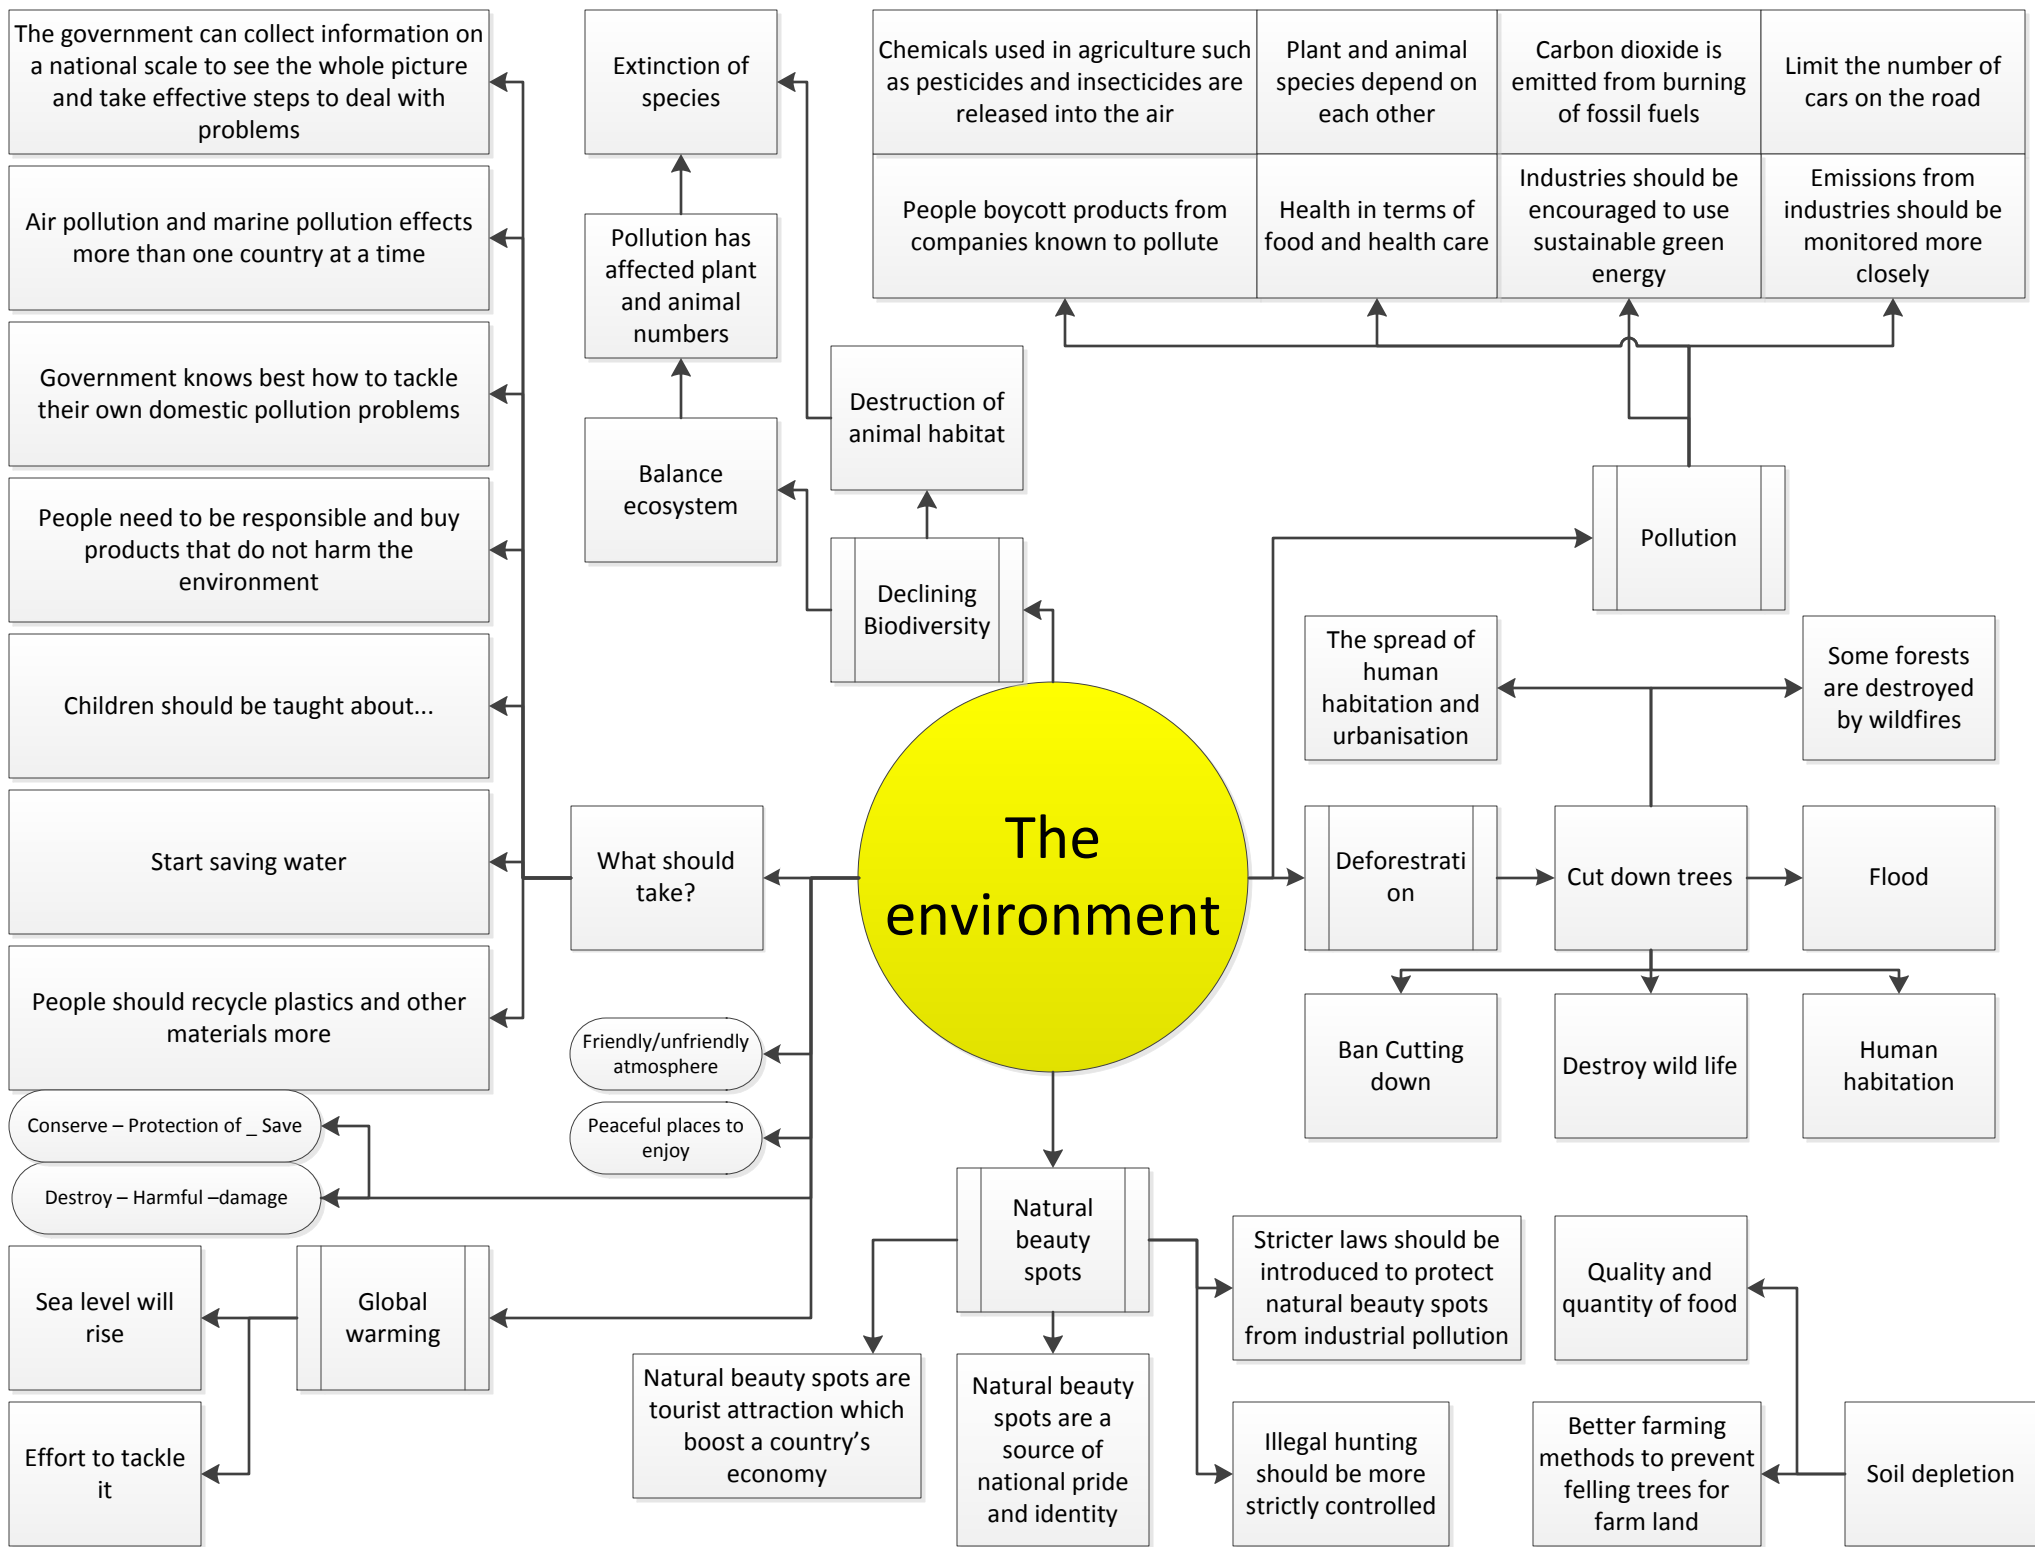 The government can collect information on
a national scale to see the whole picture
and take effective steps to deal with
problems
Air pollution and marine pollution effects
more than one country at a time
Government knows best how to tackle
their own domestic pollution problems
People need to be responsible and buy
products that do not harm the
environment
Children should be taught about...
Start saving water
People should recycle plastics and other
materials more
Conserve – Protection of _ Save
Destroy – Harmful –damage
Sea level will
rise
Effort to tackle
it
Global
warming
Extinction of
species
Pollution has
affected plant
and animal
numbers
Balance
ecosystem
Destruction of
animal habitat
Declining
Biodiversity
What should
take?
Friendly/unfriendly
atmosphere
Peaceful places to
enjoy
The
environment
Chemicals used in agriculture such
as pesticides and insecticides are
released into the air
Plant and animal
species depend on
each other
Carbon dioxide is
emitted from burning
of fossil fuels
Limit the number of
cars on the road
People boycott products from
companies known to pollute
Health in terms of
food and health care
Industries should be
encouraged to use
sustainable green
energy
Emissions from
industries should be
monitored more
closely
Pollution
The spread of
human
habitation and
urbanisation
Some forests
are destroyed
by wildfires
Deforestrati
on
Cut down trees
Flood
Ban Cutting
down
Destroy wild life
Human
habitation
Natural
beauty
spots
Natural beauty spots are
tourist attraction which
boost a country’s
economy
Natural beauty
spots are a
source of
national pride
and identity
Stricter laws should be
introduced to protect
natural beauty spots
from industrial pollution
Illegal hunting
should be more
strictly controlled
Quality and
quantity of food
Better farming
methods to prevent
felling trees for
farm land
Soil depletion